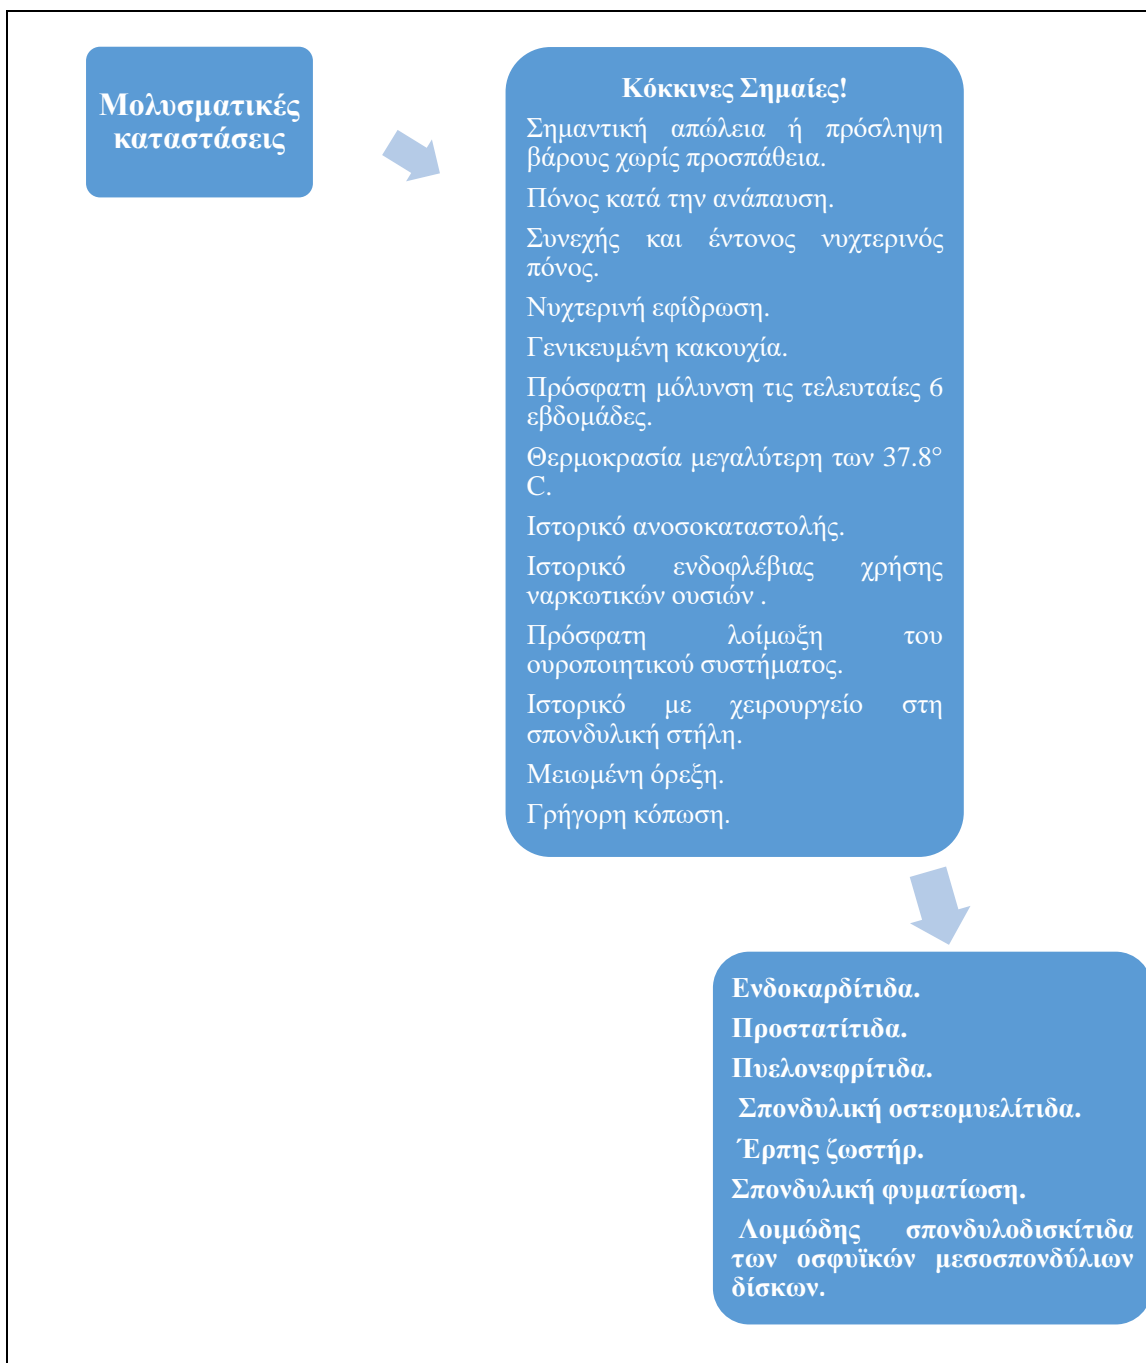 Μολυσματικές
καταστάσεις
Κόκκινες Σημαίες!
Σημαντική απώλεια ή πρόσληψη
βάρους χωρίς προσπάθεια.
Πόνος κατά την ανάπαυση.
Συνεχής και έντονος νυχτερινός
πόνος.
Νυχτερινή εφίδρωση.
Γενικευμένη κακουχία.
Πρόσφατη μόλυνση τις τελευταίες 6
εβδομάδες.
Θερμοκρασία μεγαλύτερη των 37.8°
C.
Ιστορικό ανοσοκαταστολής.
Ιστορικό ενδοφλέβιας χρήσης
ναρκωτικών ουσιών .
Πρόσφατη λοίμωξη του
ουροποιητικού συστήματος.
Ιστορικό με χειρουργείο στη
σπονδυλική στήλη.
Μειωμένη όρεξη.
Γρήγορη κόπωση.
Ενδοκαρδίτιδα.
Προστατίτιδα.
Πυελονεφρίτιδα.
Σπονδυλική οστεομυελίτιδα.
Έρπης ζωστήρ.
Σπονδυλική φυματίωση.
Λοιμώδης σπονδυλοδισκίτιδα
των οσφυϊκών μεσοσπονδύλιων
δίσκων.